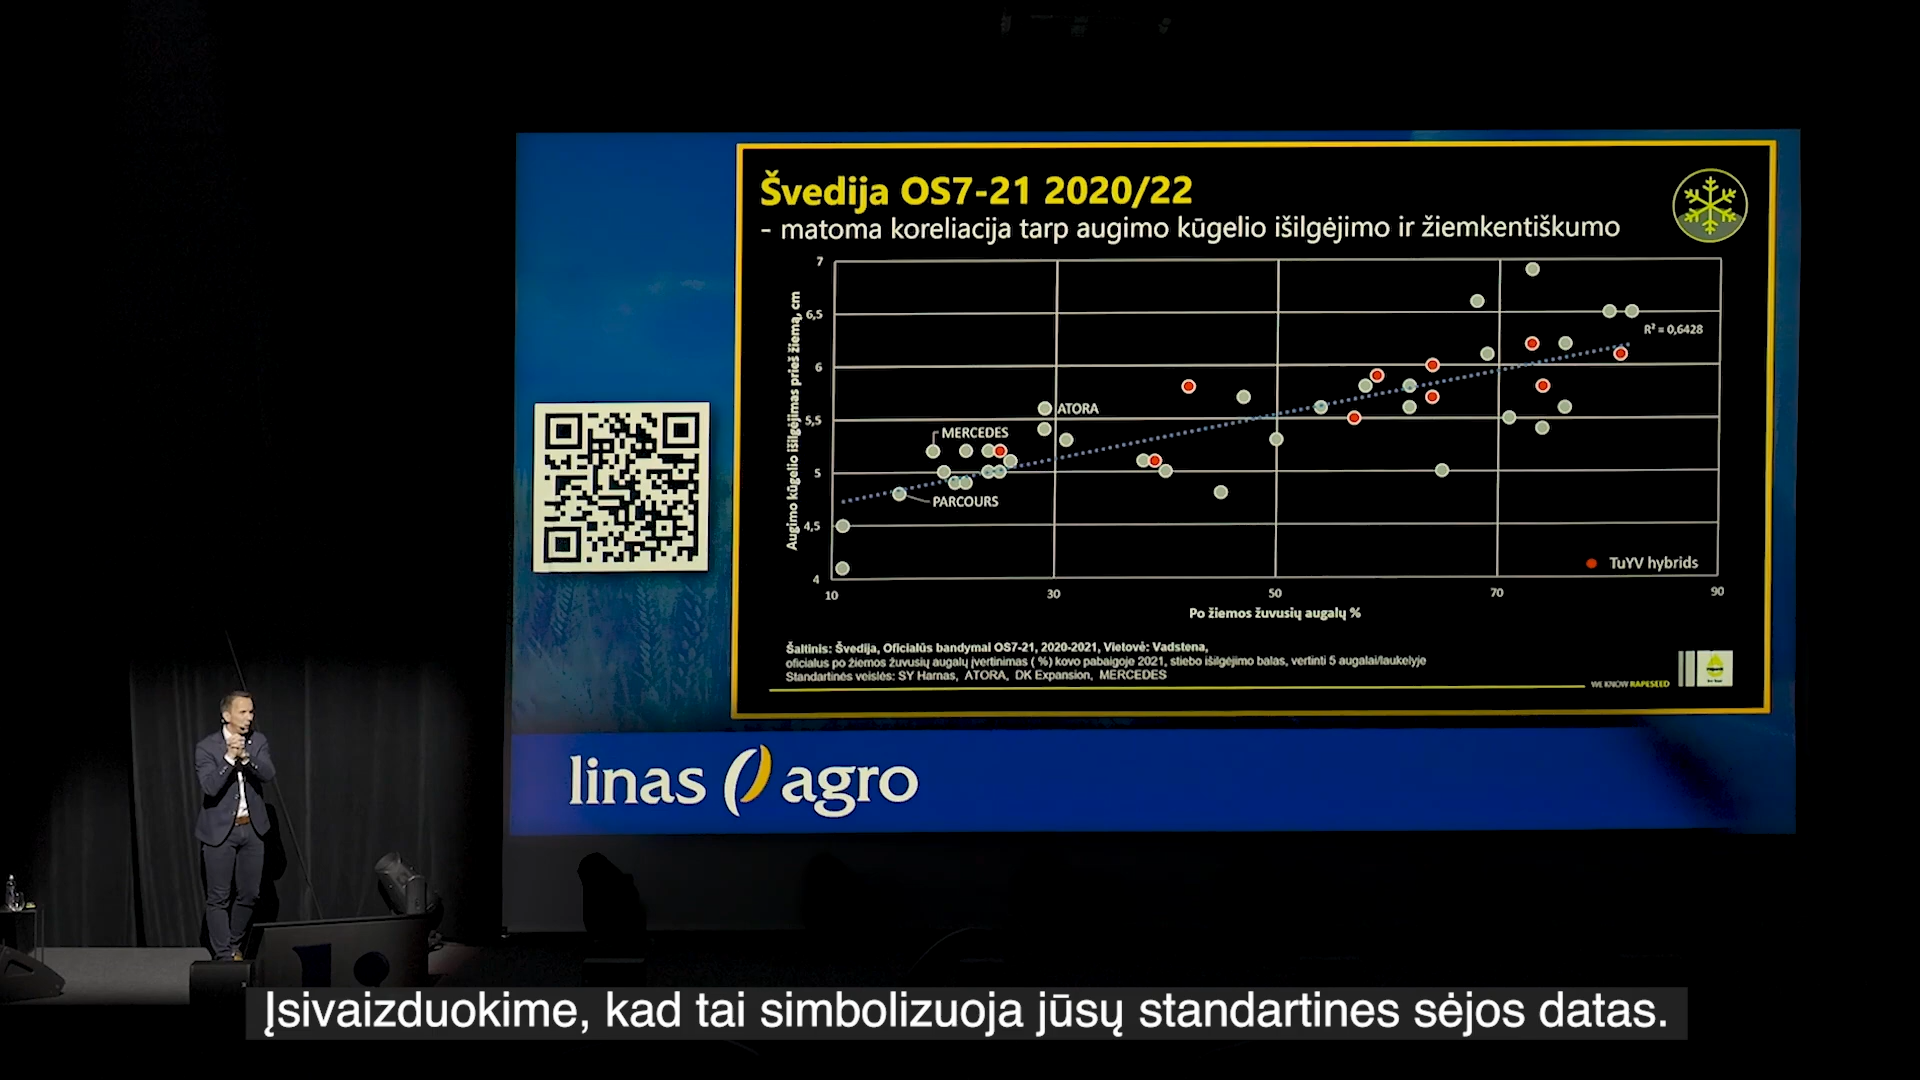 Švedija OS7-21 2020/22
- matoma koreliacija tarp augimo kūgelio išilgėjimo ir žiemkentiškumo
Augimo kūgelio išilgėjimas prieš žiemą, cm
7
6,5
6
5,5
5
4,5
4
R² = 0,6428
ATORA
MERCEDES
PARCOURS
TuYV hybrids
10 30 50 70 90
Po žiemos žuvusių augalų %
Šaltinis: Švedija, Oficialūs bandymai OS7-21, 2020-2021, Vietovė: Vadstena,
oficialus po žiemos žuvusių augalų įvertinimas ( %) kovo pabaigoje 2021, stiebo išilgėjimo balas, vertinti 5 augalai/laukelyje
Standartinės veislės: SY Harnas, ATORA, DK Expansion, MERCEDES
WE KNOW RAPESEED
linas agro
Įsivaizduokime, kad tai simbolizuoja jūsų standartines sėjos datas.